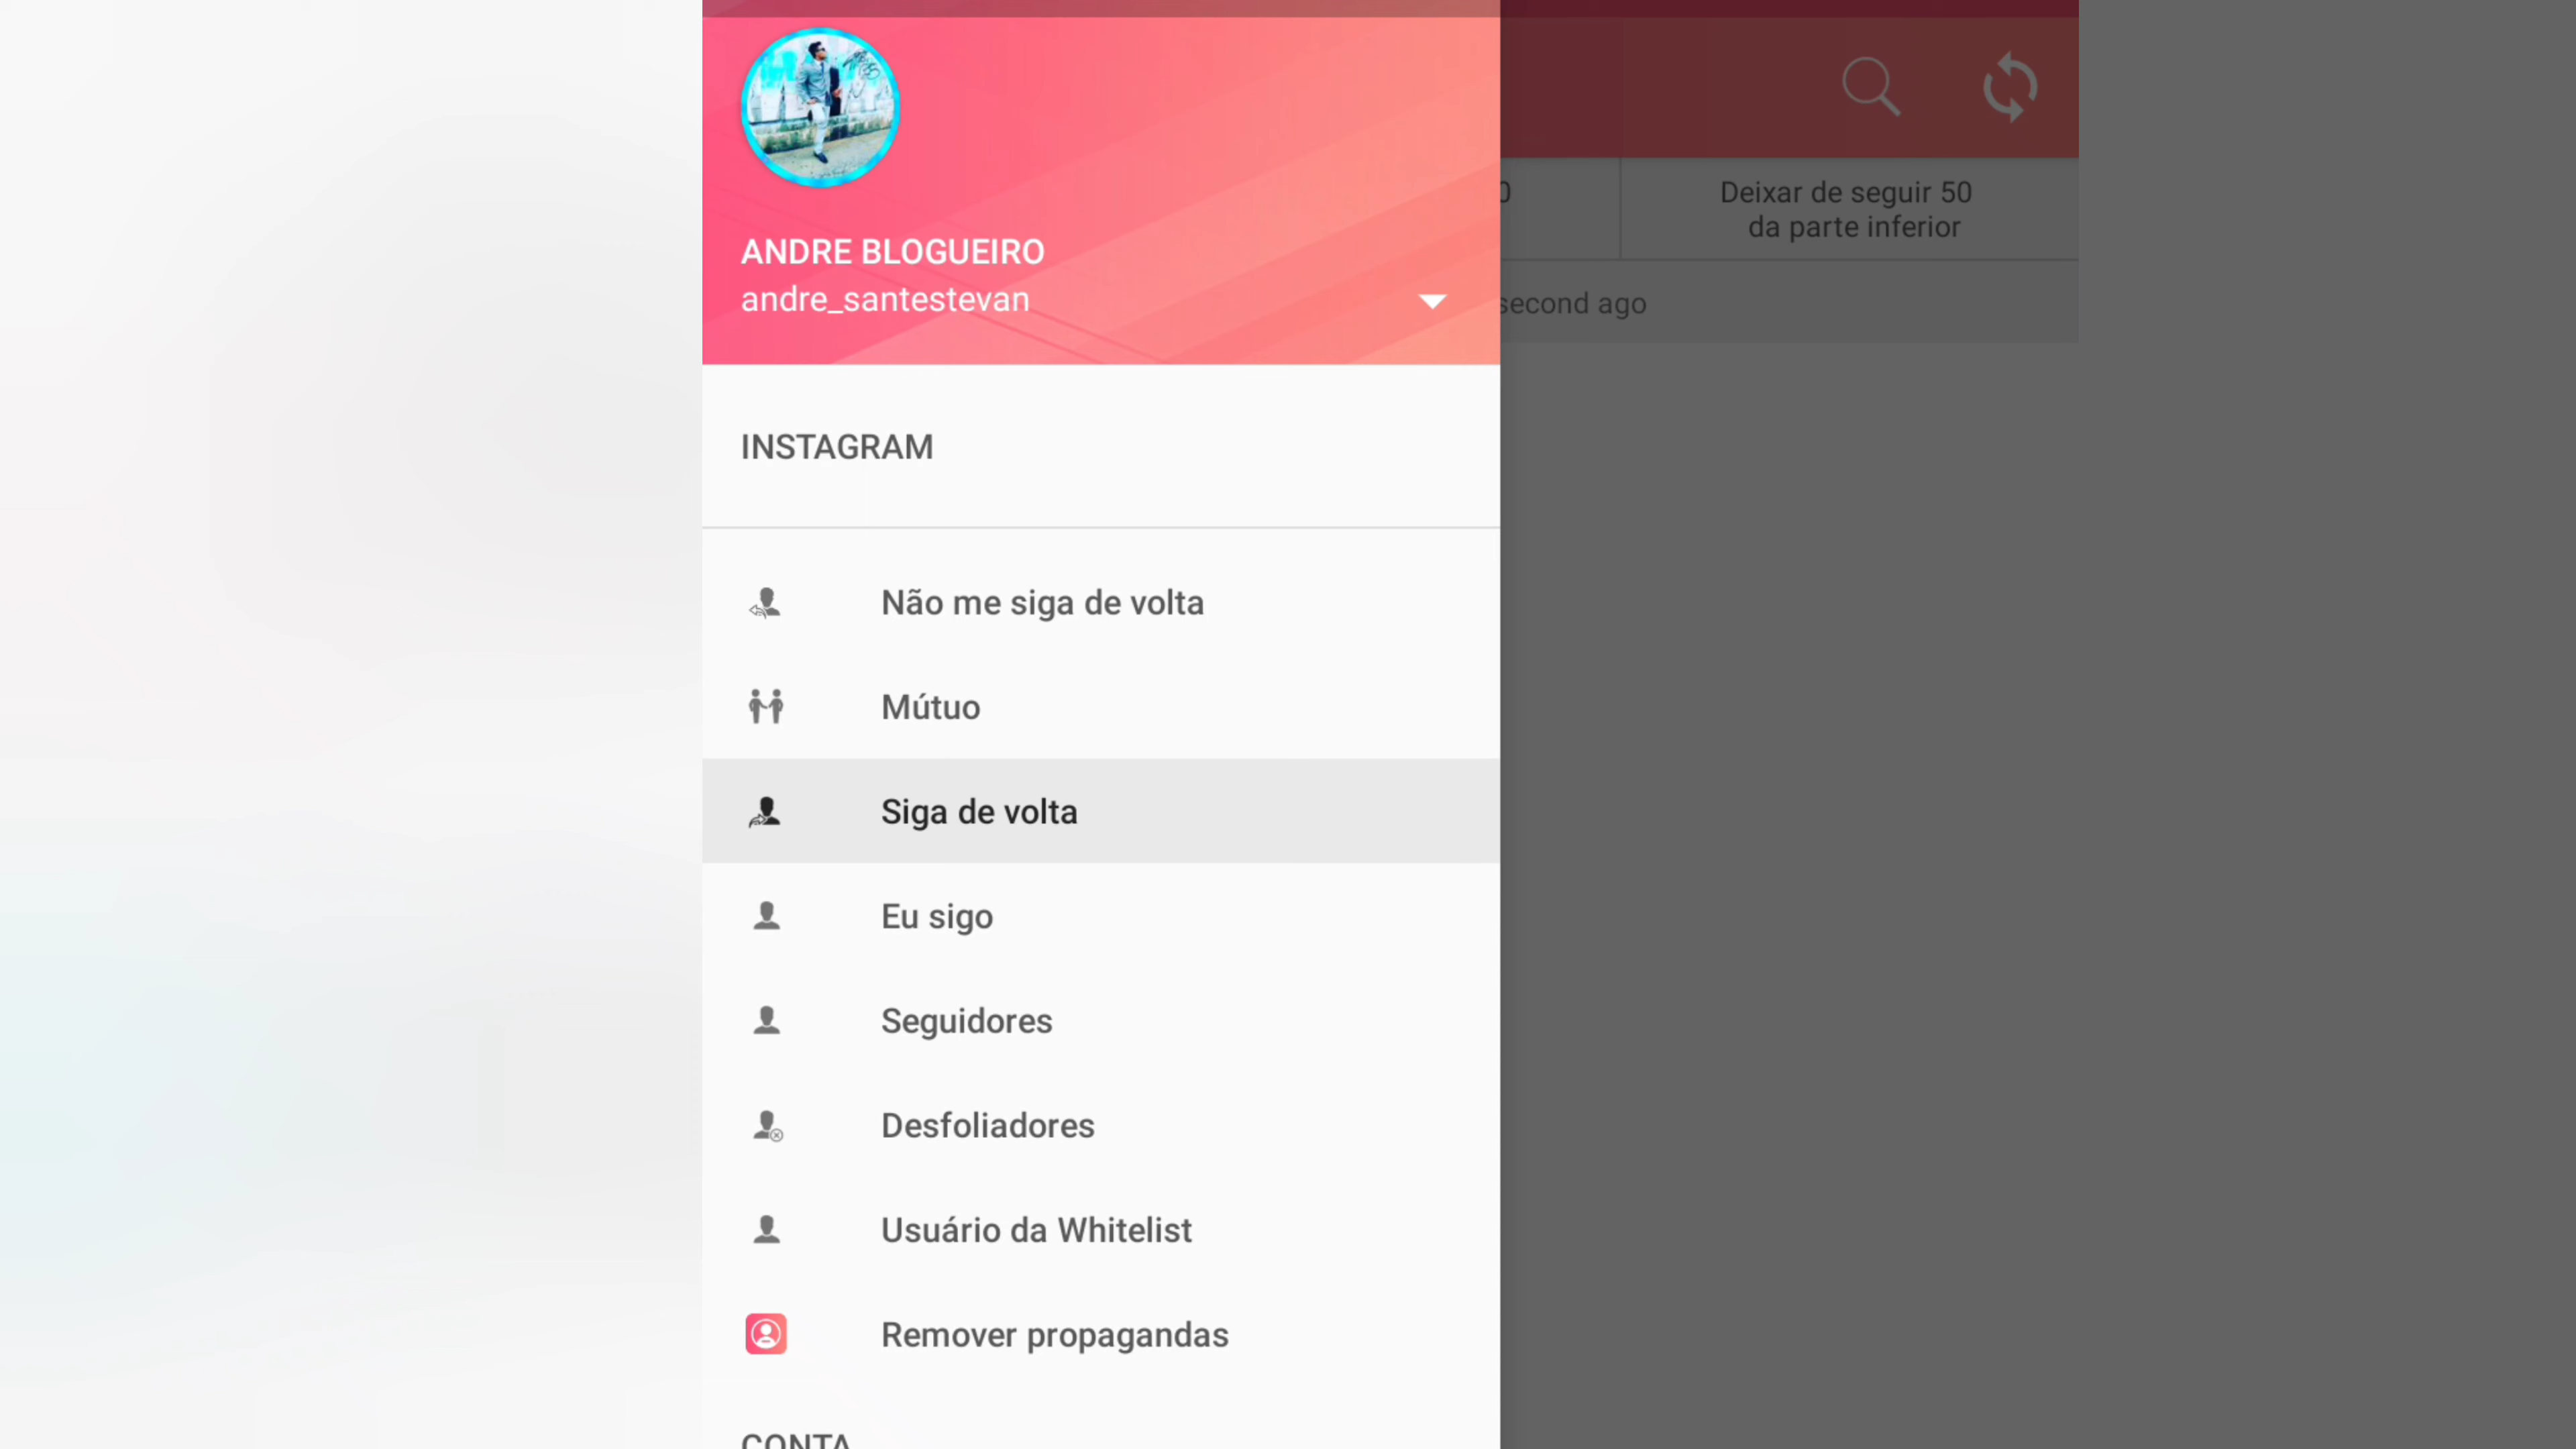 ANDRE BLOGUEIRO
andre_santestevan
INSTAGRAM
Não me siga de volta
Mútuo
Siga de volta
Eu sigo
Seguidores
Desfoliadores
Usuário da Whitelist
Remover propagandas
CONTA
Deixar de seguir 50
da parte inferior
second ago